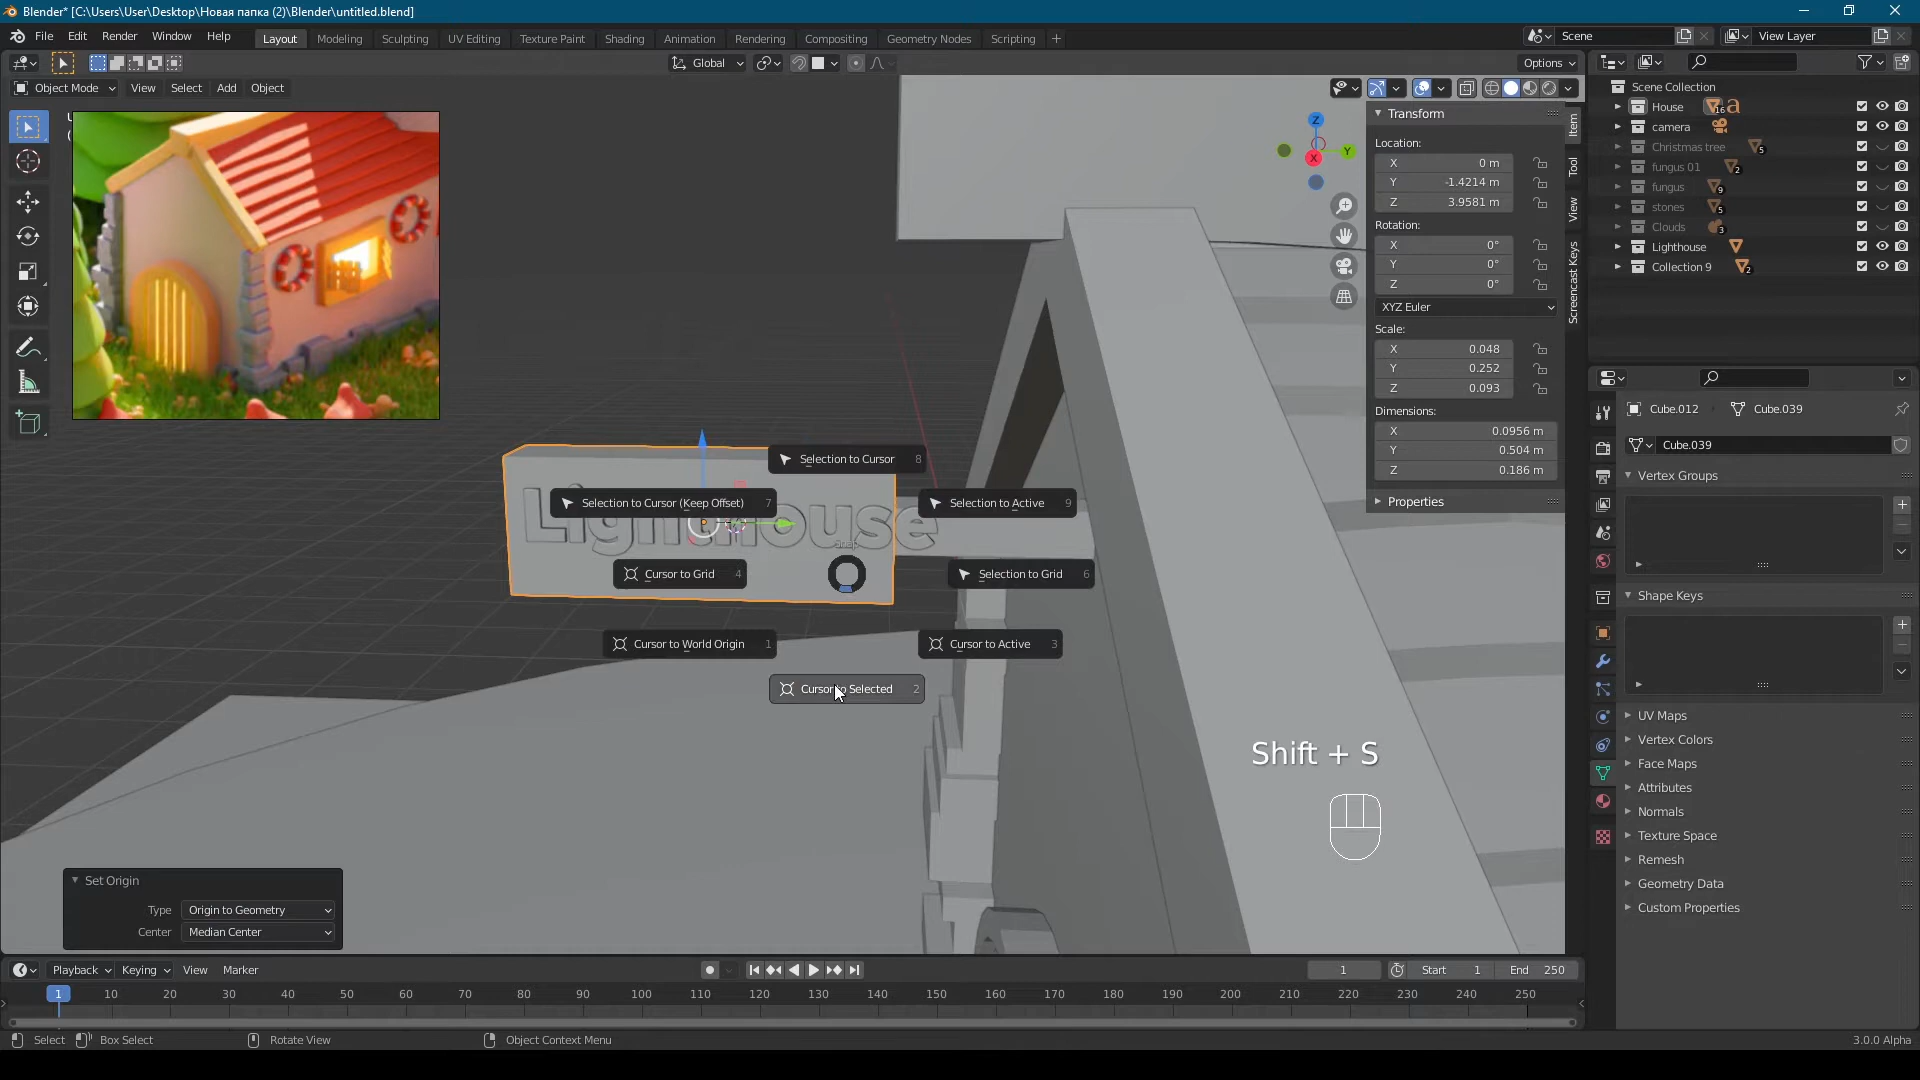 Blender* [C:\Users\User\Desktop\Новая папка (2)\Blender\untitled.blend]
File Edit Render Window Help Layout Modeling Sculpting UV Editing Texture Paint Shading Animation Rendering Compositing Geometry Nodes Scripting + Scene View Layer
Global Options
Object Mode View Select Add Object
Scene Collection
House 16
camera
Christmas tree 5
fungus 01 2
fungus 9
stones 5
Clouds 3
Lighthouse
Collection 9 2
Z
Y
X
Transform
Location:
X 0 m
Y -1.4214 m
Z 3.9581 m
Rotation:
X 0°
Y 0°
Z 0°
XYZ Euler
Scale:
X 0.048
Y 0.252
Z 0.093
Dimensions:
X 0.0956 m
Y 0.504 m
Z 0.186 m
Properties
Item
Tool
View
Screencast Keys
Lighthouse
Selection to Cursor 8
Selection to Cursor (Keep Offset) 7
Selection to Active 9
Snap
Cursor to Grid 4
Selection to Grid 6
Cursor to World Origin 1
Cursor to Active 3
Cursor to Selected 2
Shift + S
Cube.012 Cube.039
Cube.039
Vertex Groups
Shape Keys
UV Maps
Vertex Colors
Face Maps
Attributes
Normals
Texture Space
Remesh
Geometry Data
Custom Properties
Set Origin
Type Origin to Geometry
Center Median Center
Playback Keying View Marker 1 Start 1 End 250
1 10 20 30 40 50 60 70 80 90 100 110 120 130 140 150 160 170 180 190 200 210 220 230 240 250
Select Box Select Rotate View Object Context Menu 3.0.0 Alpha